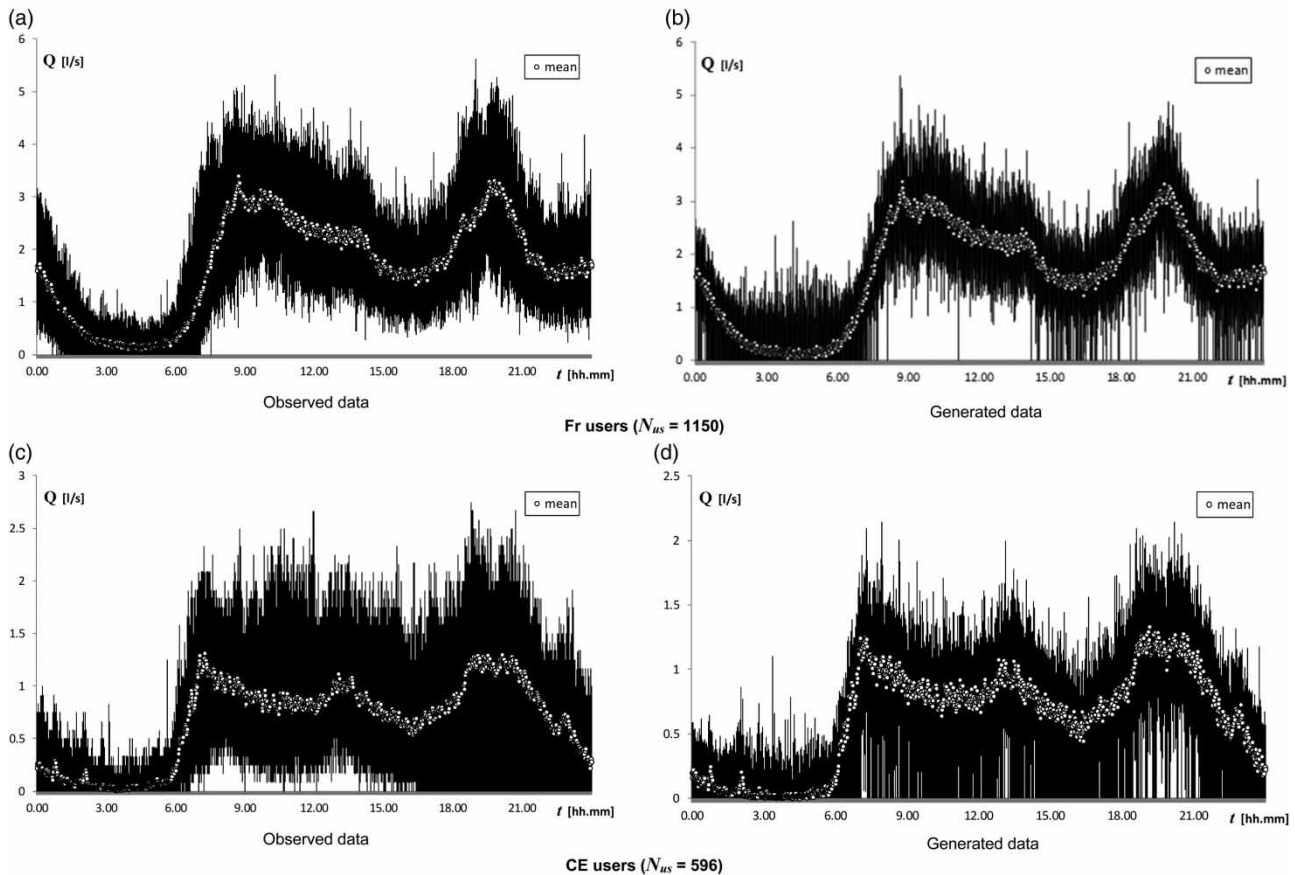 (a)
Q [l/s]
mean
6
5
4
3
2
1
0
0.00 3.00 6.00 9.00 12.00 15.00 18.00 21.00 t [hh.mm]
Observed data
(b)
Q [l/s]
mean
6
5
4
3
2
1
0
0.00 3.00 6.00 9.00 12.00 15.00 18.00 21.00 t [hh.mm]
Generated data
Fr users (Nus = 1150)
(c)
Q [l/s]
mean
3
2.5
2
1.5
1
0.5
0
0.00 3.00 6.00 9.00 12.00 15.00 18.00 21.00 t [hh.mm]
Observed data
(d)
Q [l/s]
mean
2.5
2
1.5
1
0.5
0
0.00 3.00 6.00 9.00 12.00 15.00 18.00 21.00 t [hh.mm]
Generated data
CE users (Nus = 596)